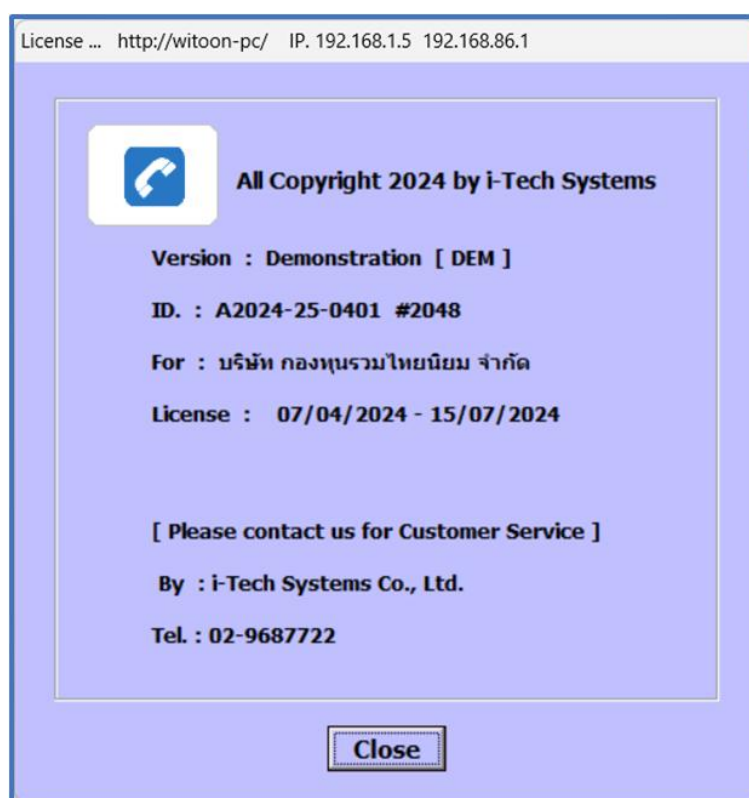 License ... http://witoon-pc/ IP. 192.168.1.5 192.168.86.1
All Copyright 2024 by i-Tech Systems
Version : Demonstration [ DEM ]
ID. : A2024-25-0401 #2048
For : บริษัท กองทุนรวมไทยนิยม จำกัด
License : 07/04/2024 - 15/07/2024
[ Please contact us for Customer Service ]
By : i-Tech Systems Co., Ltd.
Tel. : 02-9687722
Close